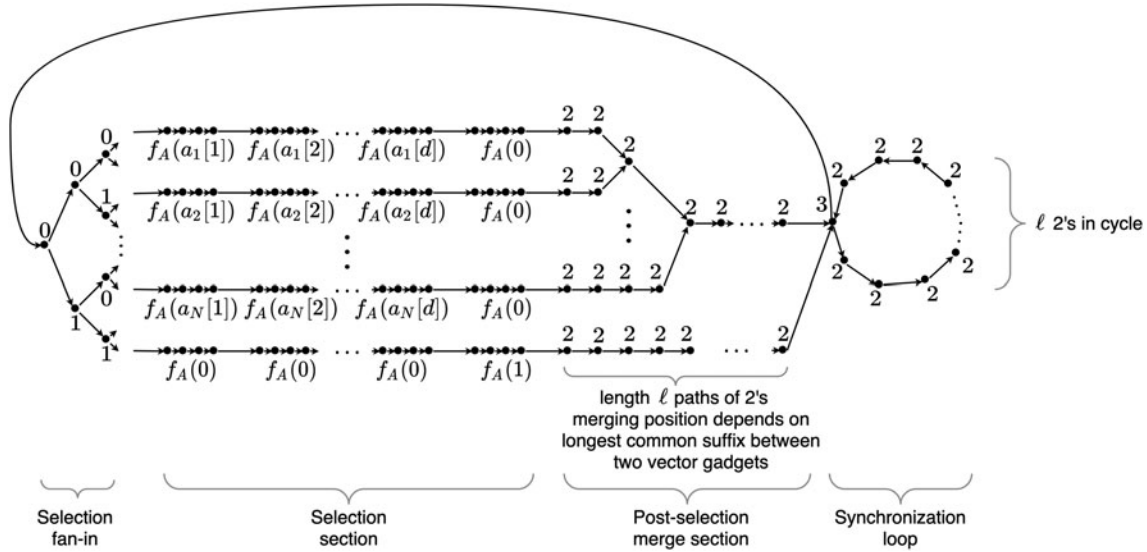 0 2 2
0 f_A(a_1[1]) f_A(a_1[2]) ... f_A(a_1[d]) f_A(0) 2 2 2
1 2 2 2 2
0 f_A(a_2[1]) f_A(a_2[2]) f_A(a_2[d]) f_A(0) 2 2 ... 2 3 ℓ 2's in cycle
2 2 2 2 2 2
0 f_A(a_N[1]) f_A(a_N[2]) ... f_A(a_N[d]) f_A(0) 2 2
1 2 2 2 2 2 2
1 f_A(0) f_A(0) ... f_A(0) f_A(1) ...
length ℓ paths of 2's
merging position depends on
longest common suffix between
two vector gadgets
Selection
fan-in
Selection
section
Post-selection
merge section
Synchronization
loop